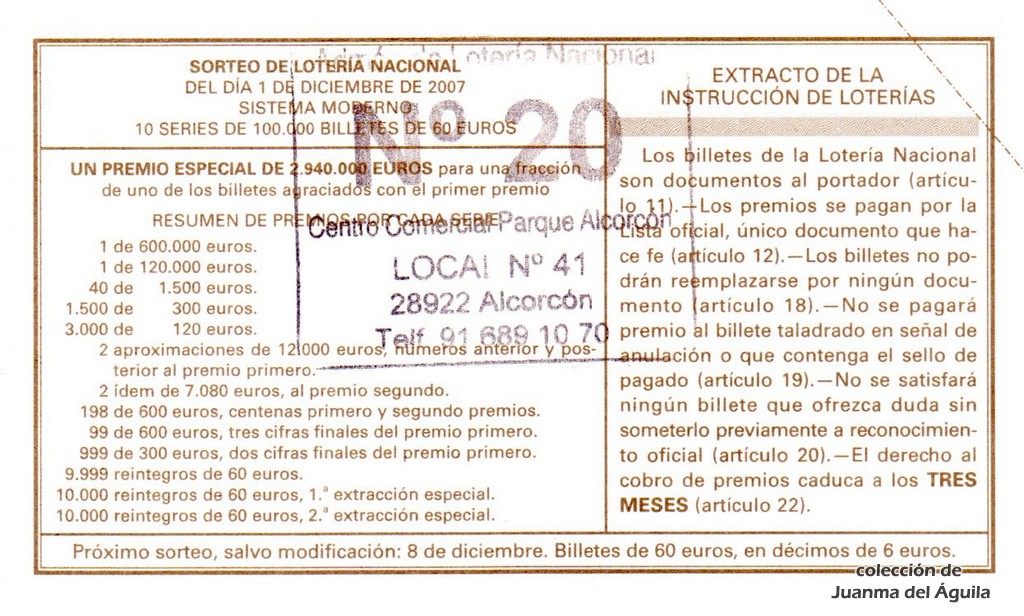 Admón. de Lotería Nacional
Nº 20
Centro Comercial Parque Alcorcón
LOCAL Nº 41
28922 Alcorcón
Telf. 91 689 10 70
SORTEO DE LOTERÍA NACIONAL
DEL DÍA 1 DE DICIEMBRE DE 2007
SISTEMA MODERNO
10 SERIES DE 100.000 BILLETES DE 60 EUROS
UN PREMIO ESPECIAL DE 2.940.000 EUROS para una fracción
de uno de los billetes agraciados con el primer premio
RESUMEN DE PREMIOS POR CADA SERIE
1 de 600.000 euros.
1 de 120.000 euros.
40 de 1.500 euros.
1.500 de 300 euros.
3.000 de 120 euros.
2 aproximaciones de 12.000 euros, números anterior y pos-
terior al premio primero.
2 ídem de 7.080 euros, al premio segundo.
198 de 600 euros, centenas primero y segundo premios.
99 de 600 euros, tres cifras finales del premio primero.
999 de 300 euros, dos cifras finales del premio primero.
9.999 reintegros de 60 euros.
10.000 reintegros de 60 euros, 1.ª extracción especial.
10.000 reintegros de 60 euros, 2.ª extracción especial.
EXTRACTO DE LA
INSTRUCCIÓN DE LOTERÍAS
Los billetes de la Lotería Nacional
son documentos al portador (artícu-
lo 11).—Los premios se pagan por la
Lista oficial, único documento que ha-
ce fe (artículo 12).—Los billetes no po-
drán reemplazarse por ningún docu-
mento (artículo 18).—No se pagará
premio al billete taladrado en señal de
anulación o que contenga el sello de
pagado (artículo 19).—No se satisfará
ningún billete que ofrezca duda sin
someterlo previamente a reconocimien-
to oficial (artículo 20).—El derecho al
cobro de premios caduca a los TRES
MESES (artículo 22).
Próximo sorteo, salvo modificación: 8 de diciembre. Billetes de 60 euros, en décimos de 6 euros.
colección de
Juanma del Águila